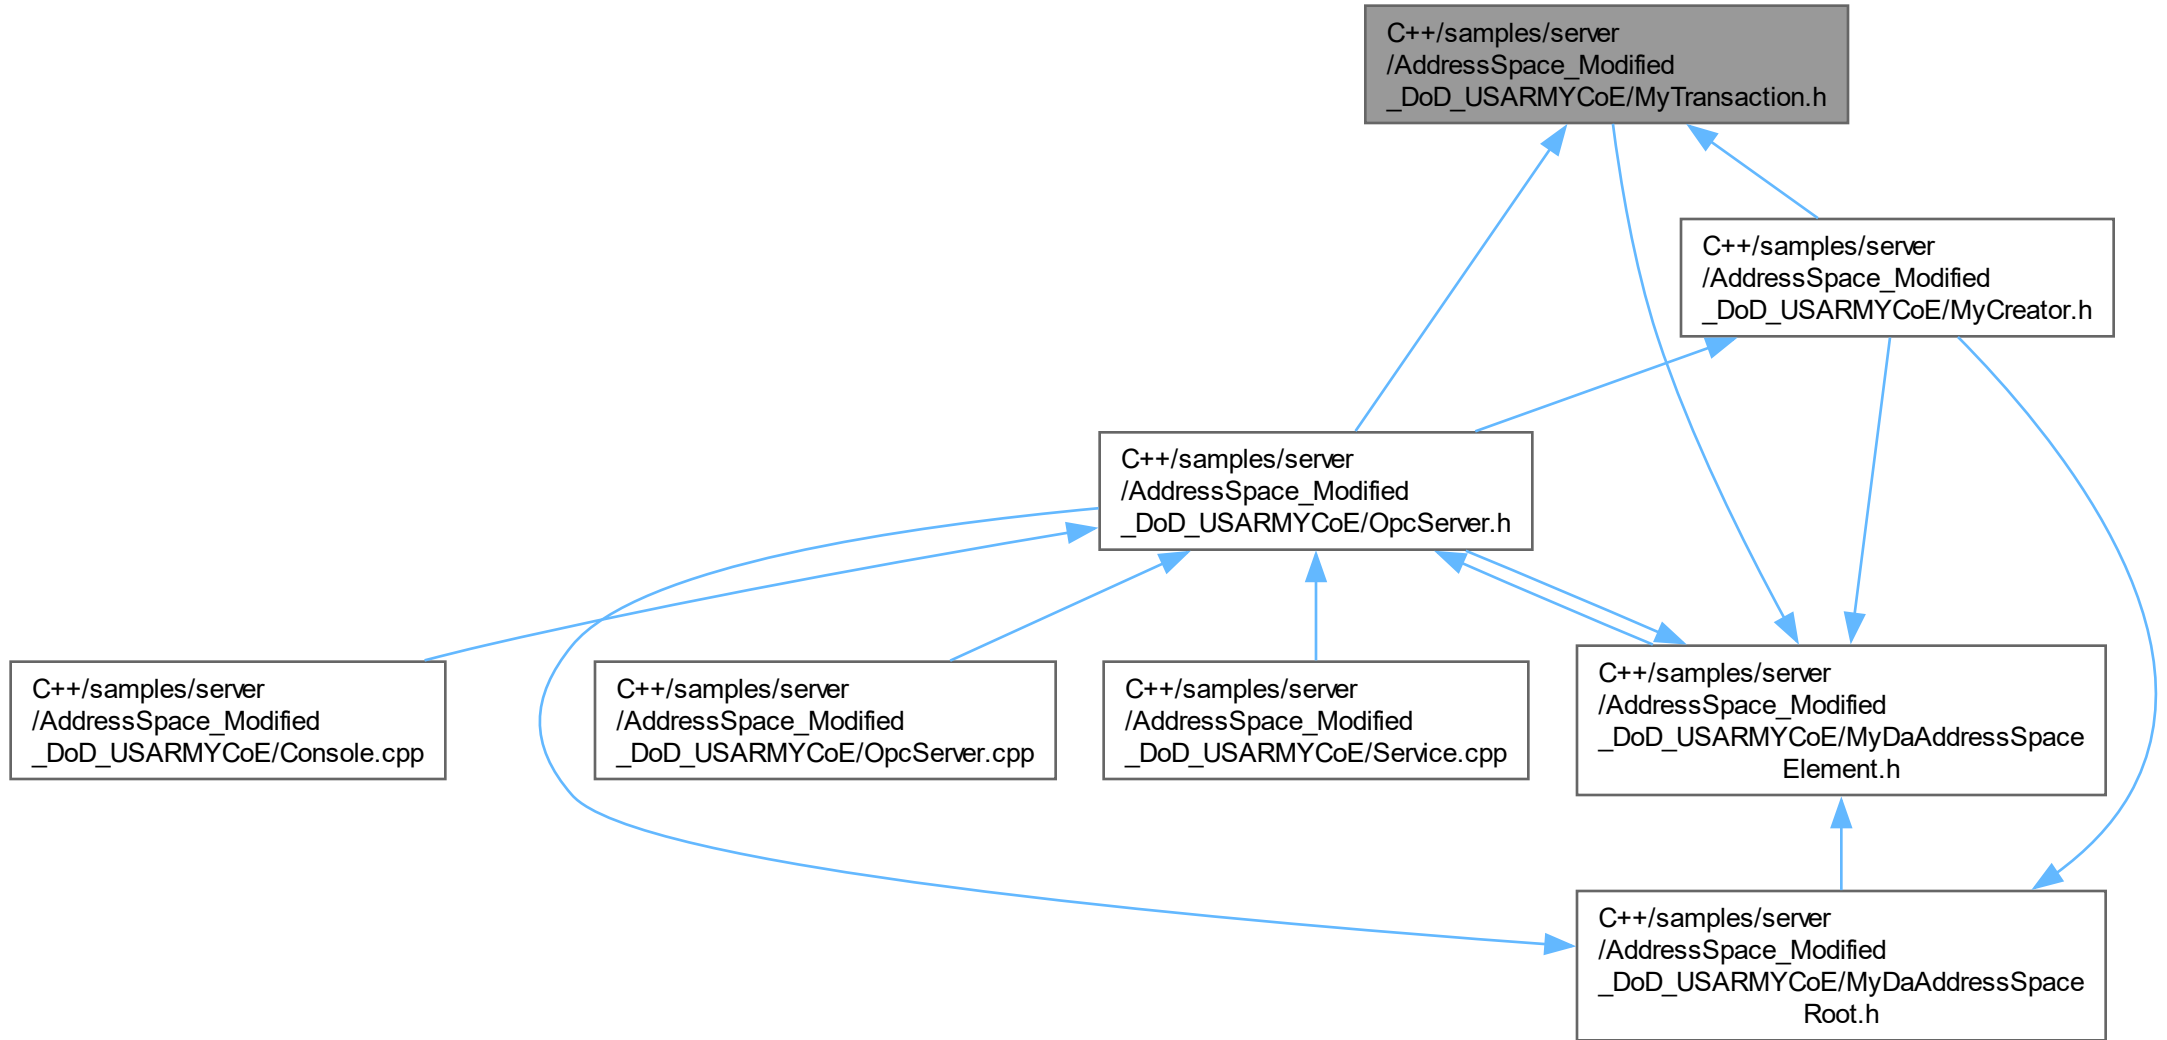 C++/samples/server
/AddressSpace_Modified
_DoD_USARMYCoE/MyTransaction.h
C++/samples/server
/AddressSpace_Modified
_DoD_USARMYCoE/MyCreator.h
C++/samples/server
/AddressSpace_Modified
_DoD_USARMYCoE/OpcServer.h
C++/samples/server
/AddressSpace_Modified
_DoD_USARMYCoE/Console.cpp
C++/samples/server
/AddressSpace_Modified
_DoD_USARMYCoE/OpcServer.cpp
C++/samples/server
/AddressSpace_Modified
_DoD_USARMYCoE/Service.cpp
C++/samples/server
/AddressSpace_Modified
_DoD_USARMYCoE/MyDaAddressSpace
Element.h
C++/samples/server
/AddressSpace_Modified
_DoD_USARMYCoE/MyDaAddressSpace
Root.h